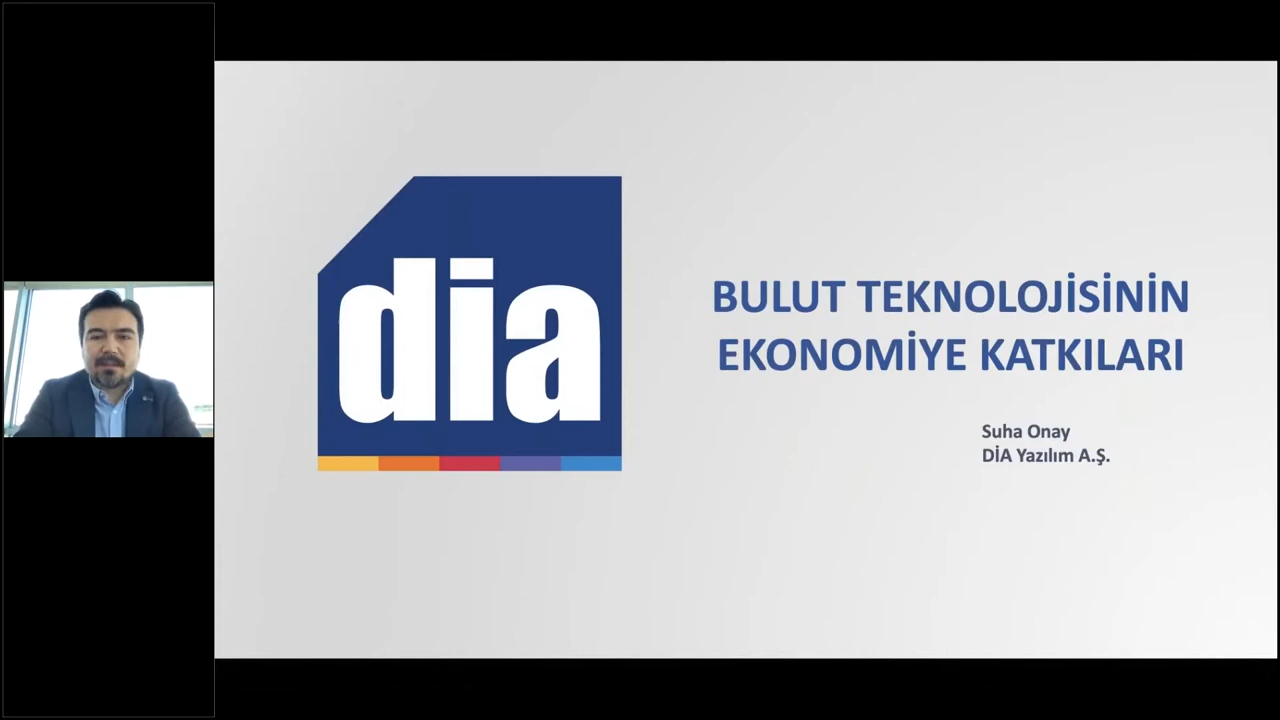 dia
BULUT TEKNOLOJİSİNİN
EKONOMİYE KATKILARI
Suha Onay
DİA Yazılım A.Ş.